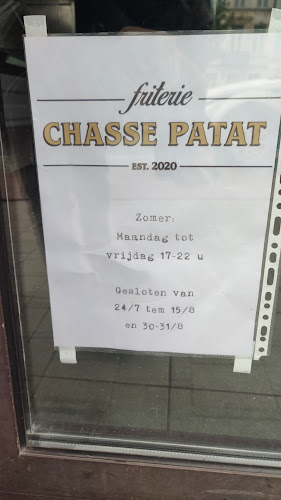 friterie
CHASSE PATAT
EST. 2020
Zomer:
Maandag tot
vrijdag 17-22 u
Gesloten van
24/7 tem 15/8
en 30-31/8